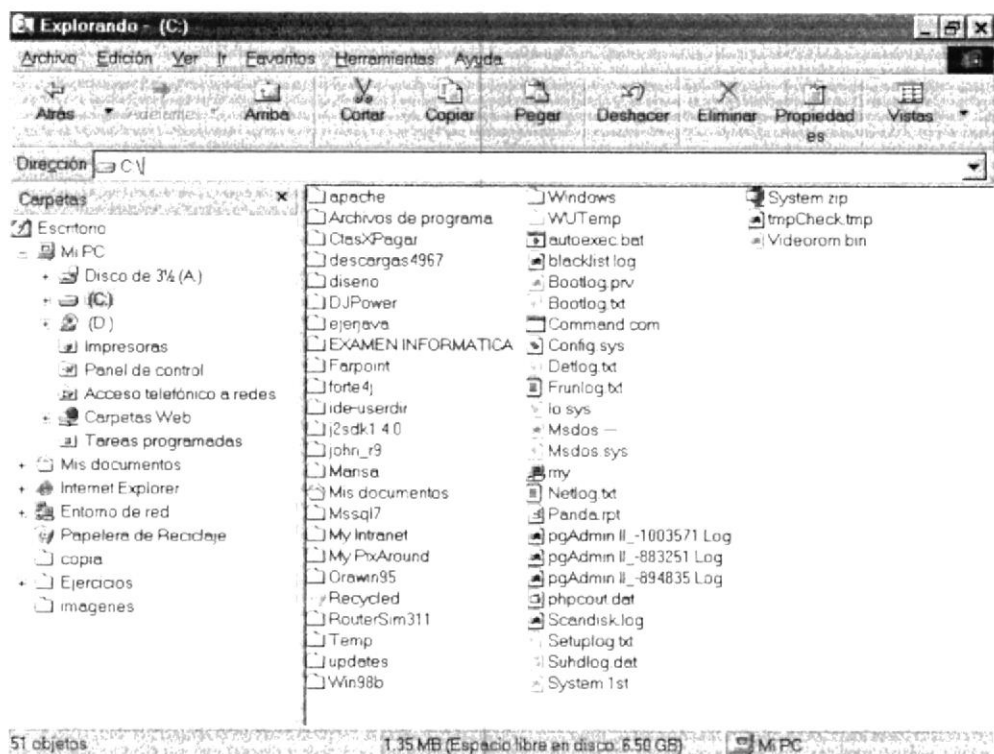 Explorando - (C:)
Archivo Edición Ver Ir Favoritos Herramientas Ayuda
Atrás Arriba Cortar Copiar Pegar Deshacer Eliminar Propiedad es Vistas
Dirección C:\
Carpetas
Escritorio
Mi PC
Disco de 3½ (A:)
(C:)
(D:)
Impresoras
Panel de control
Acceso telefónico a redes
Carpetas Web
Tareas programadas
Mis documentos
Internet Explorer
Entorno de red
Papelera de Reciclaje
copia
Ejercicios
imagenes
apache
Archivos de programa
CtasXPagar
descargas4967
diseno
DJPower
ejerjava
EXAMEN INFORMATICA
Farpoint
forte4j
ide-userdir
j2sdk1.4.0
john_r9
Marisa
Mis documentos
Mssql7
My Intranet
My PixAround
Orawin95
Recycled
RouterSim311
Temp
updates
Win98b
Windows
WUTemp
autoexec.bat
blacklist.log
Bootlog.prv
Bootlog.txt
Command.com
Config.sys
Detlog.txt
Frunlog.txt
Io.sys
Msdos.---
Msdos.sys
my
Netlog.txt
Panda.rpt
pgAdmin II_-1003571.Log
pgAdmin II_-883251.Log
pgAdmin II_-894835.Log
phpcout.dat
Scandisk.log
Setuplog.txt
Suhdlog.dat
System.1st
System.zip
tmpCheck.tmp
Videorom.bin
51 objetos 1.35 MB (Espacio libre en disco: 6.50 GB) Mi PC